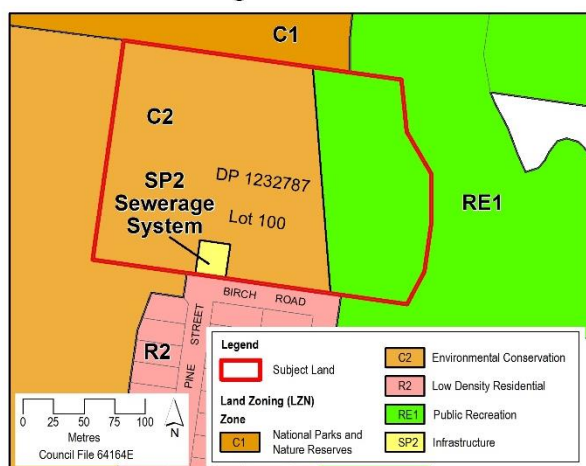 C1
C2
DP 1232787
SP2
Sewerage
System
Lot 100
RE1
BIRCH ROAD
PINE STREET
R2
Legend
Subject Land
Land Zoning (LZN)
Zone
C1 National Parks and
Nature Reserves
C2 Environmental Conservation
R2 Low Density Residential
RE1 Public Recreation
SP2 Infrastructure
0 25 50 75 100
Metres
N
Council File 64164E